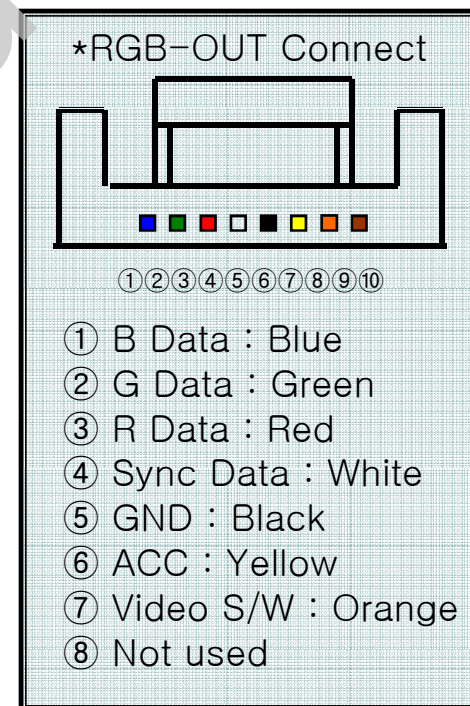 *RGB-OUT Connect
①②③④⑤⑥⑦⑧⑨⑩
① B Data : Blue
② G Data : Green
③ R Data : Red
④ Sync Data : White
⑤ GND : Black
⑥ ACC : Yellow
⑦ Video S/W : Orange
⑧ Not used